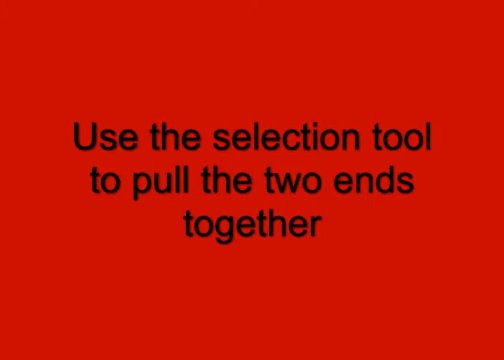 Use the selection tool
to pull the two ends
together